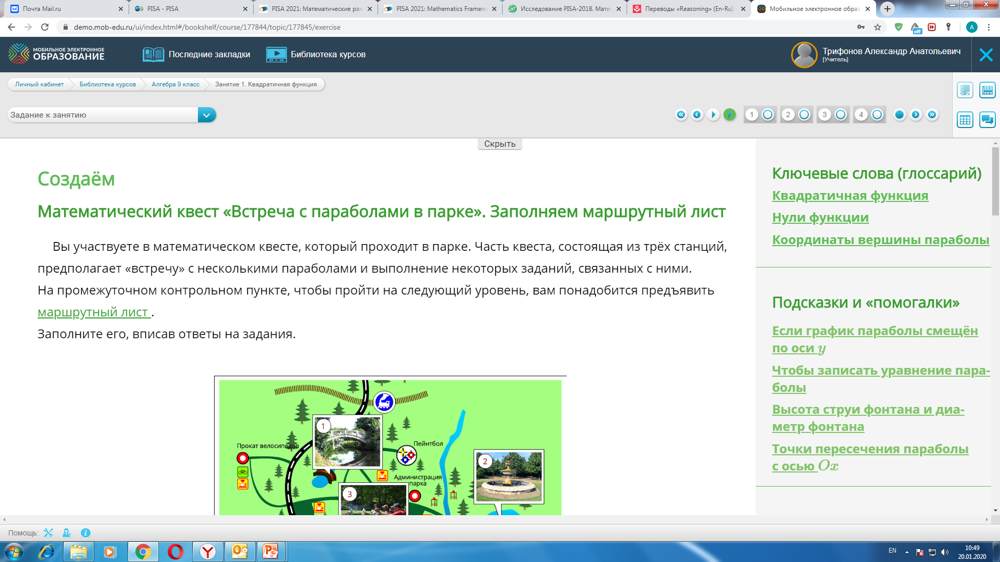 Почта Mail.ru
PISA - PISA
PISA 2021: Математические рам
PISA 2021: Mathematics Framew
Исследование PISA-2018. Мате
Переводы «Reasoning» (En-Ru)
Мобильное электронное образ
demo.mob-edu.ru/ui/index.html#/bookshelf/course/177844/topic/177845/exercise
off
A
МОБИЛЬНОЕ ЭЛЕКТРОННОЕ
ОБРАЗОВАНИЕ
Последние закладки
Библиотека курсов
Трифонов Александр Анатольевич
[Учитель]
Личный кабинет
Библиотека курсов
Алгебра 9 класс
Занятие 1. Квадратичная функция
Задание к занятию
1
2
3
4
Скрыть
Создаём
Математический квест «Встреча с параболами в парке». Заполняем маршрутный лист
Вы участвуете в математическом квесте, который проходит в парке. Часть квеста, состоящая из трёх станций,
предполагает «встречу» с несколькими параболами и выполнение некоторых заданий, связанных с ними.
На промежуточном контрольном пункте, чтобы пройти на следующий уровень, вам понадобится предъявить
маршрутный лист .
Заполните его, вписав ответы на задания.
1
Прокат велосипедов
Пейнтбол
2
Администрация
парка
3
Ключевые слова (глоссарий)
Квадратичная функция
Нули функции
Координаты вершины параболы
Подсказки и «помогалки»
Если график параболы смещён
по оси y
Чтобы записать уравнение пара-
болы
Высота струи фонтана и диа-
метр фонтана
Точки пересечения параболы
с осью Ox
Помощь:
EN
10:49
20.01.2020